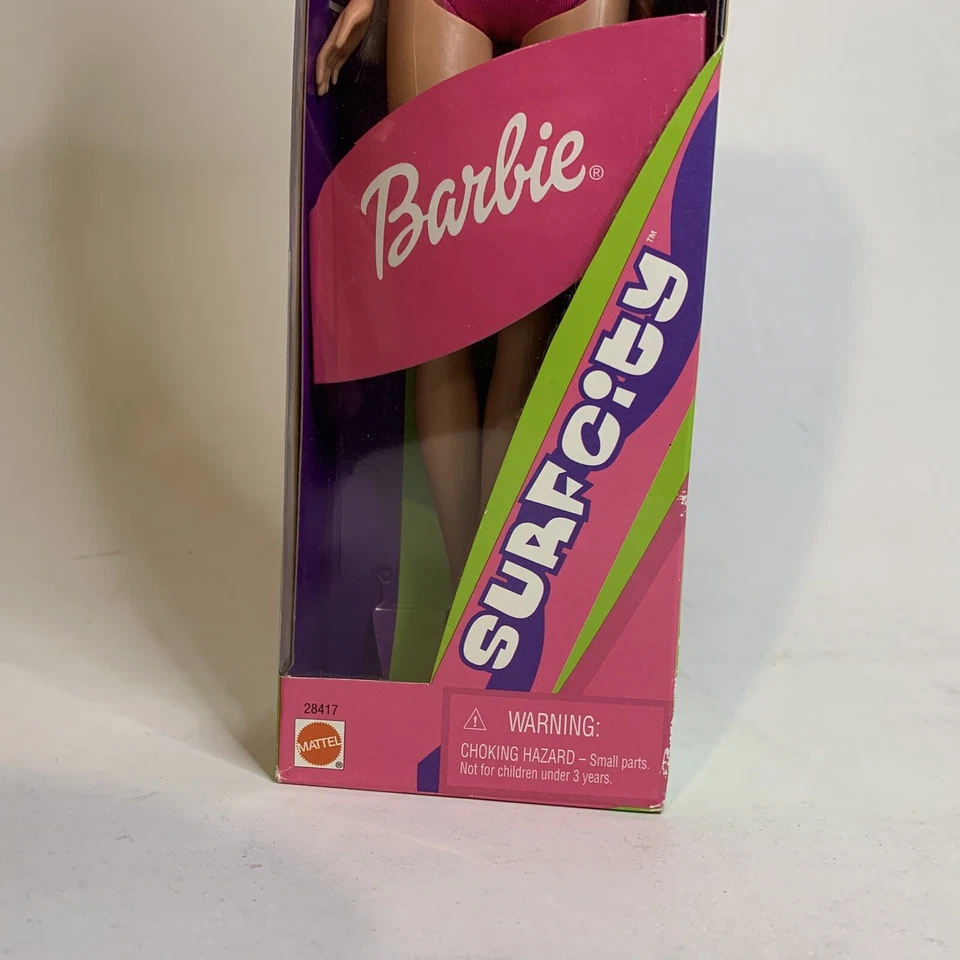 Barbie®
SURFCity™
28417
MATTEL
®
⚠ WARNING:
CHOKING HAZARD – Small parts.
Not for children under 3 years.